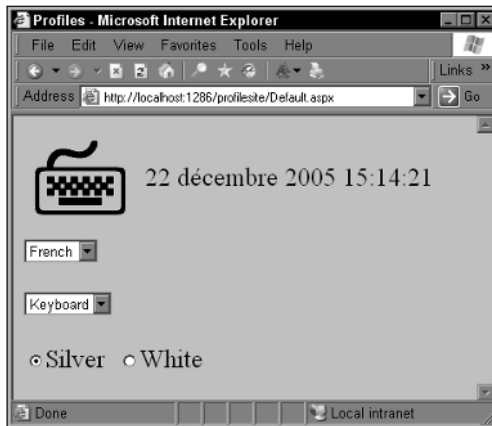 Profiles - Microsoft Internet Explorer
File Edit View Favorites Tools Help
Links »
Address http://localhost:1286/profilesite/Default.aspx Go
22 décembre 2005 15:14:21
French
Keyboard
Silver White
Done Local intranet